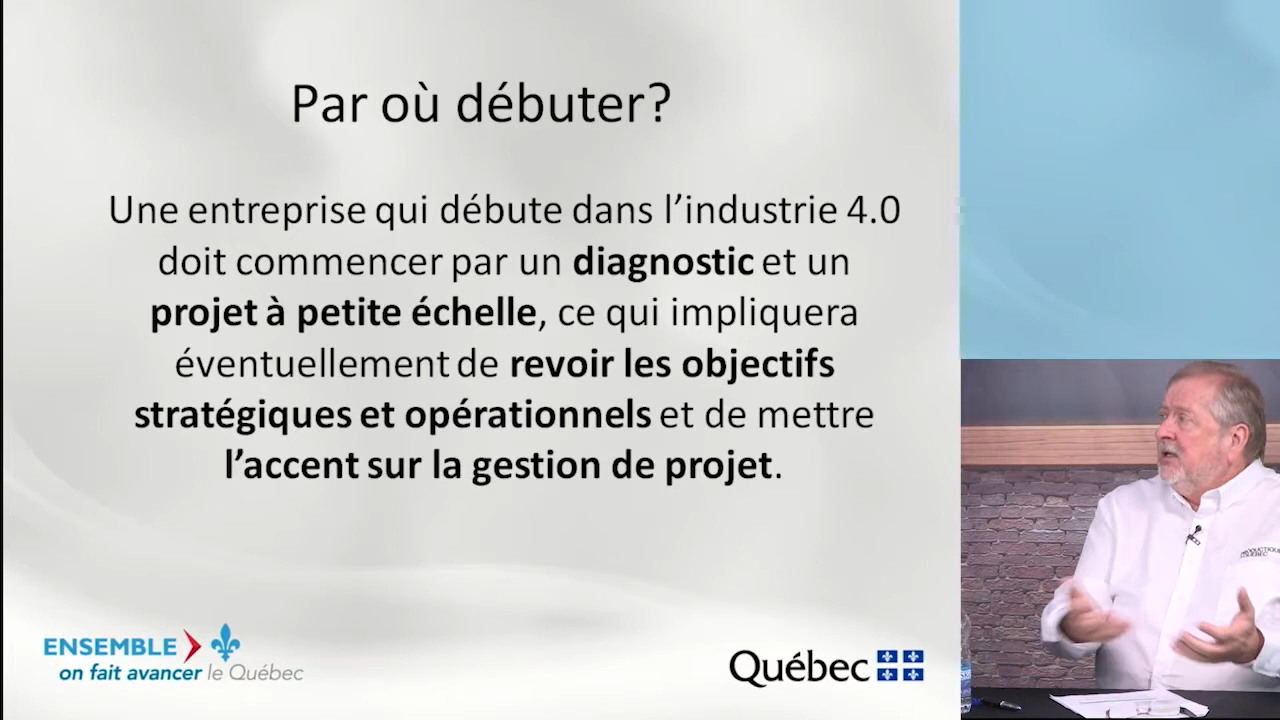 Par où débuter?
Une entreprise qui débute dans l’industrie 4.0
doit commencer par un diagnostic et un
projet à petite échelle, ce qui impliquera
éventuellement de revoir les objectifs
stratégiques et opérationnels et de mettre
l’accent sur la gestion de projet.
ENSEMBLE
on fait avancer le Québec
Québec
PRODUCTIQUE
QUÉBEC